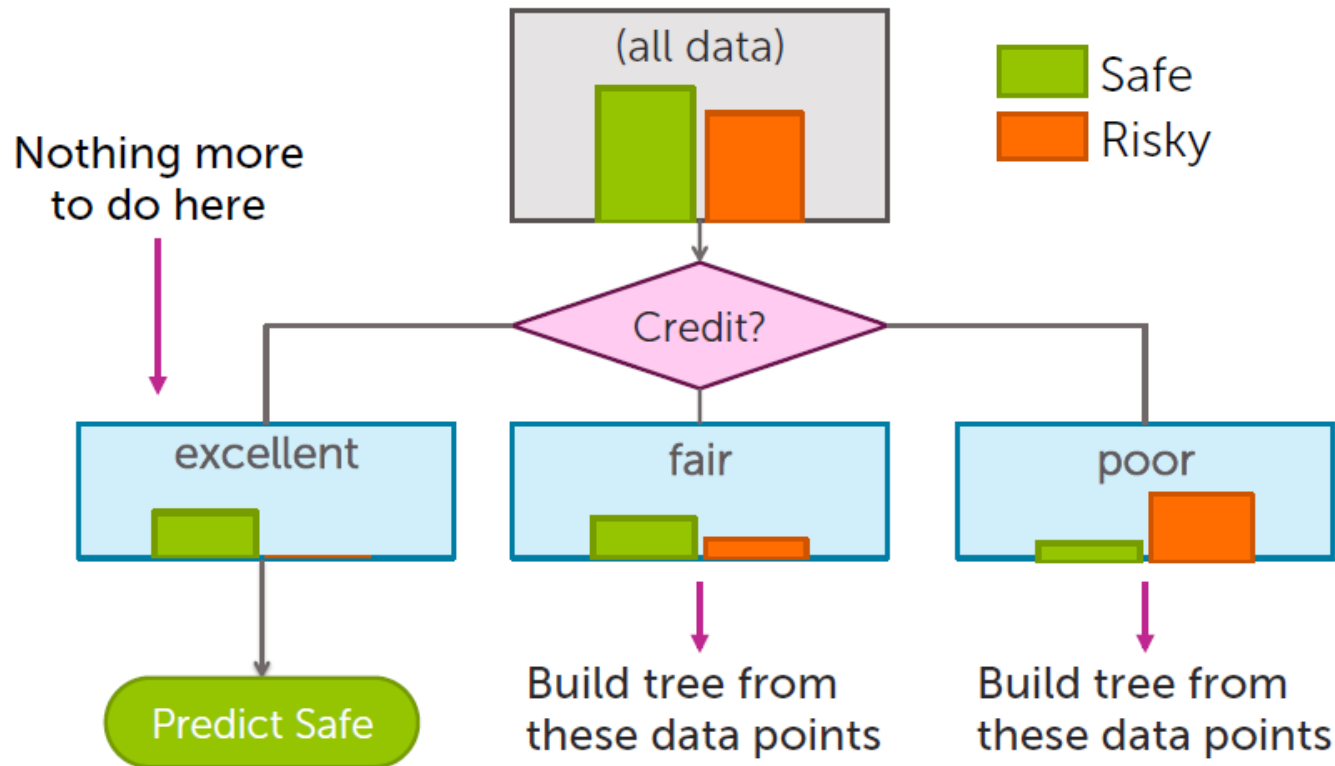 (all data)
Safe
Risky
Nothing more
to do here
Credit?
excellent
fair
poor
Predict Safe
Build tree from
these data points
Build tree from
these data points